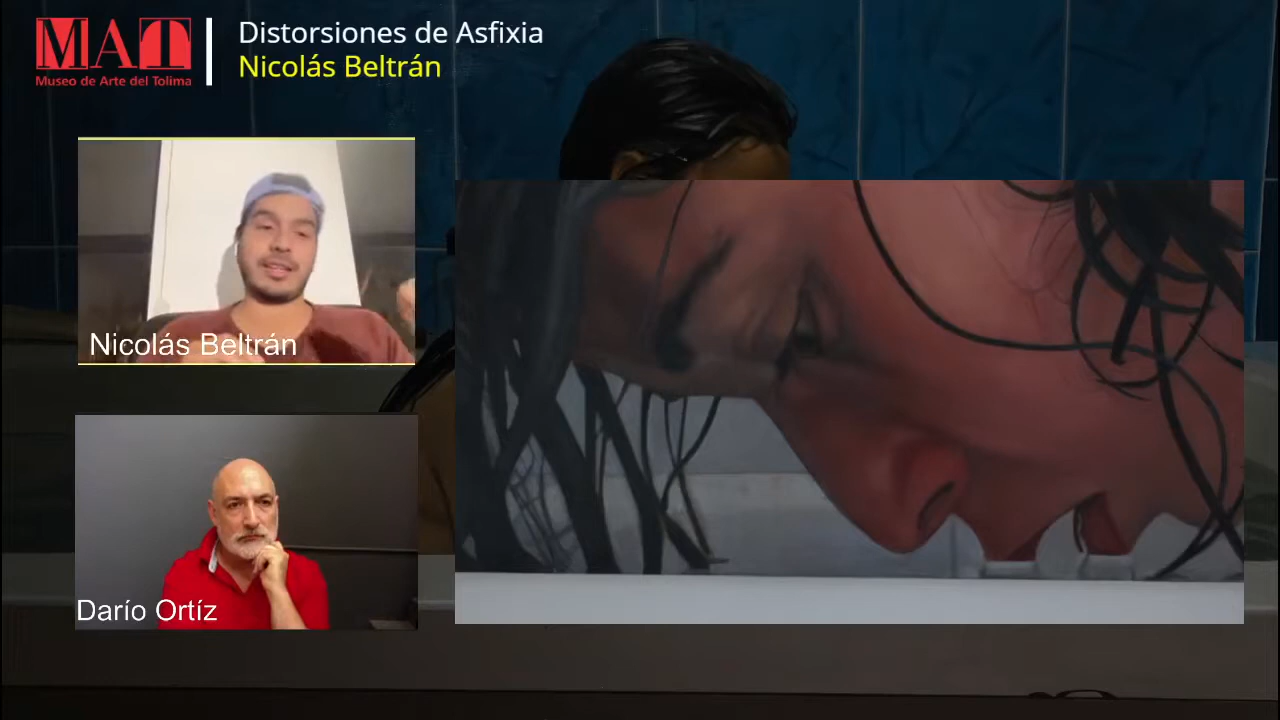 MAT
Museo de Arte del Tolima
Distorsiones de Asfixia
Nicolás Beltrán
Nicolás Beltrán
Darío Ortíz